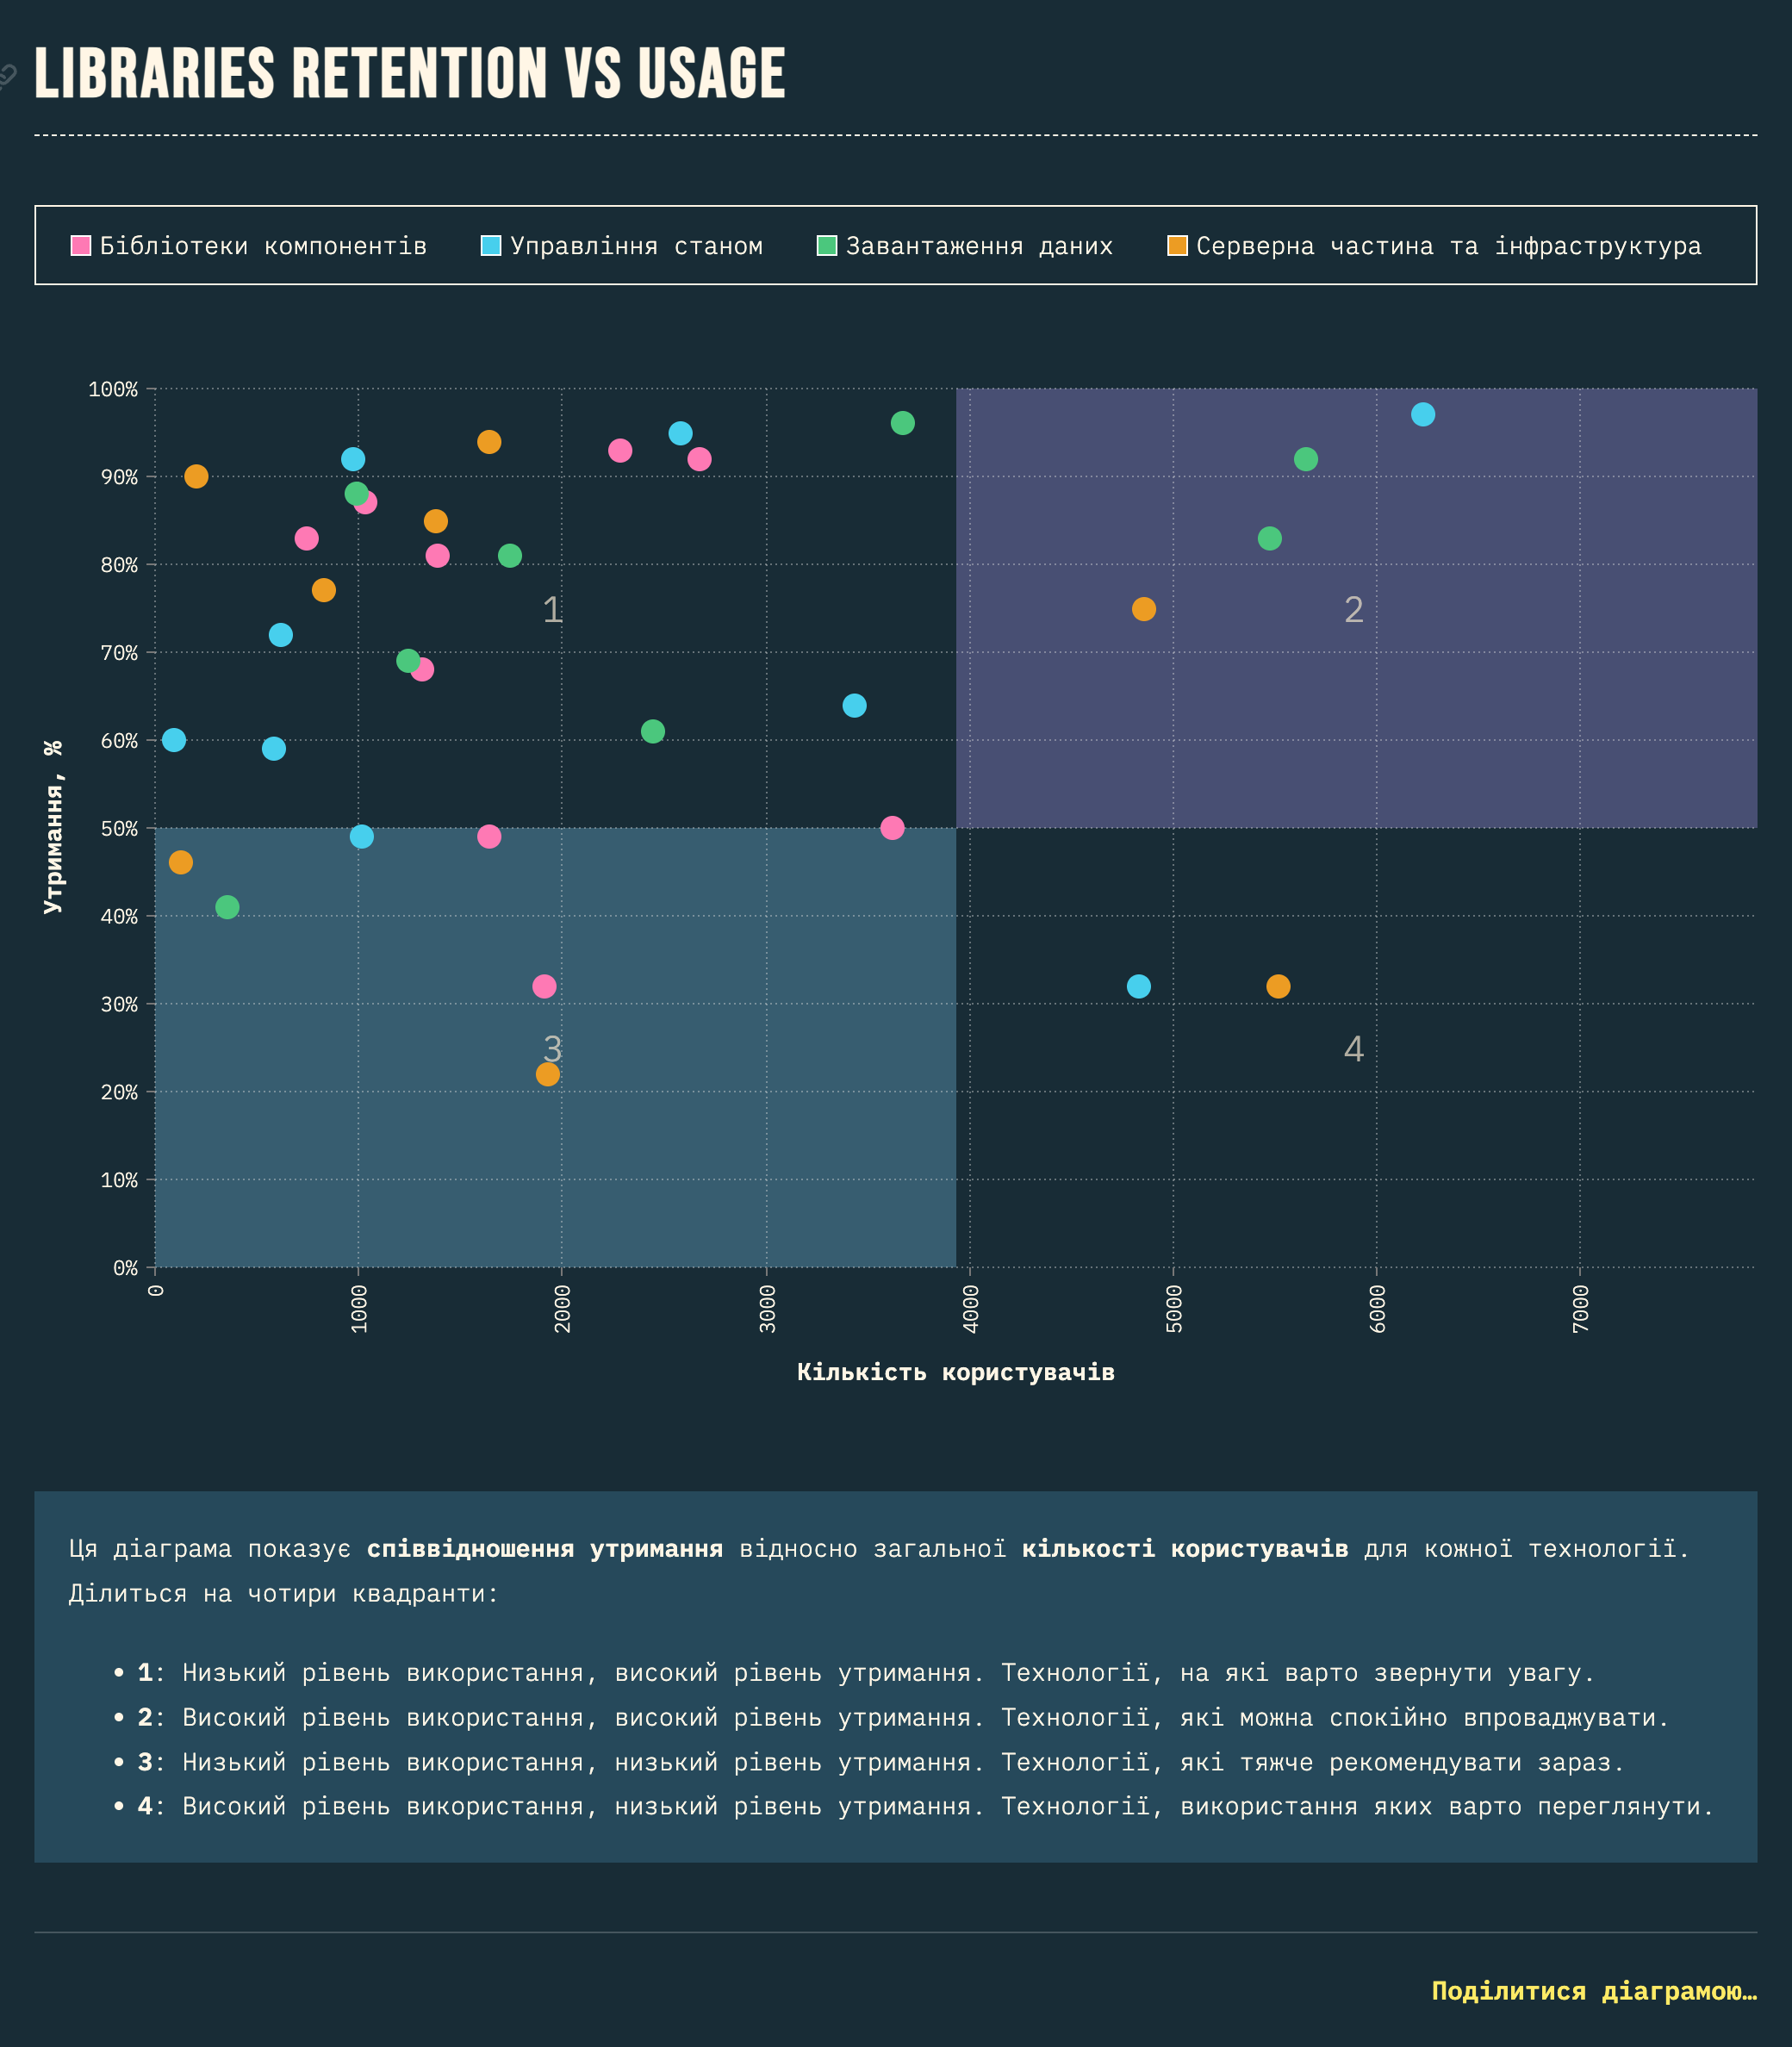 LIBRARIES RETENTION VS USAGE
Бібліотеки компонентів Управління станом Завантаження даних Серверна частина та інфраструктура
100%
90%
80%
70%
60%
50%
40%
30%
20%
10%
0%
Утримання, %
1
2
3
4
0 1000 2000 3000 4000 5000 6000 7000
Кількість користувачів
Ця діаграма показує співвідношення утримання відносно загальної кількості користувачів для кожної технології.
Ділиться на чотири квадранти:
• 1: Низький рівень використання, високий рівень утримання. Технології, на які варто звернути увагу.
• 2: Високий рівень використання, високий рівень утримання. Технології, які можна спокійно впроваджувати.
• 3: Низький рівень використання, низький рівень утримання. Технології, які тяжче рекомендувати зараз.
• 4: Високий рівень використання, низький рівень утримання. Технології, використання яких варто переглянути.
Поділитися діаграмою…